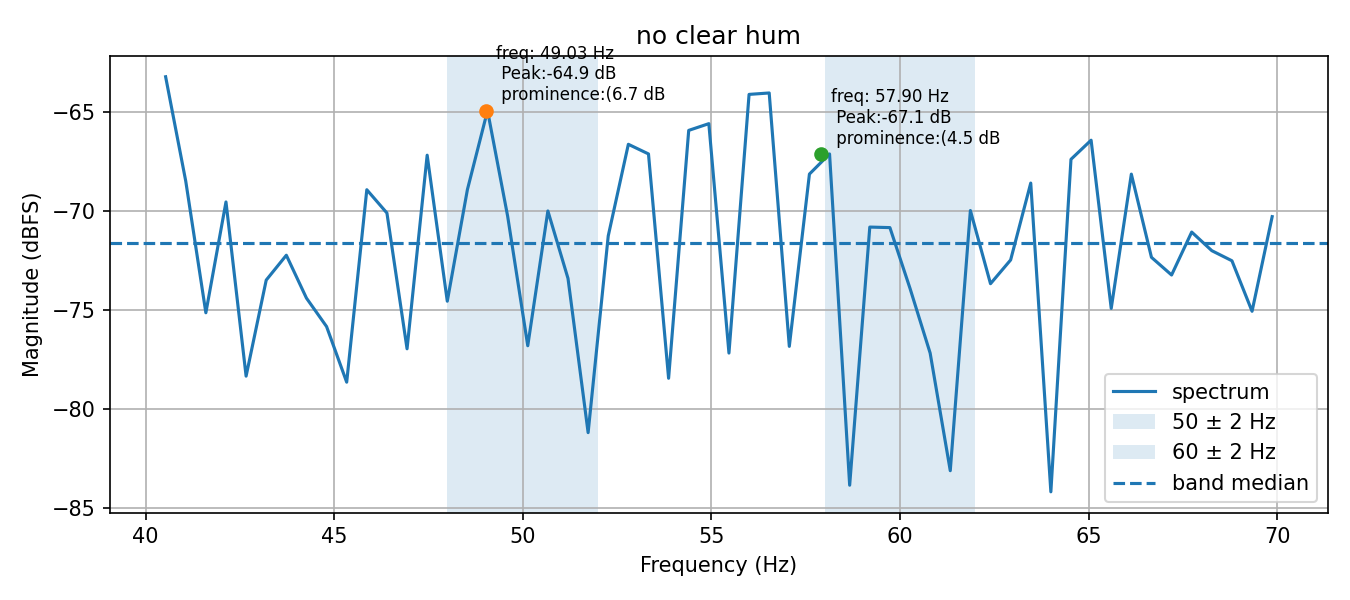 no clear hum
freq: 49.03 Hz
Peak:-64.9 dB
prominence:(6.7 dB
freq: 57.90 Hz
Peak:-67.1 dB
prominence:(4.5 dB
Magnitude (dBFS)
−65
−70
−75
−80
−85
40
45
50
55
60
65
70
Frequency (Hz)
spectrum
50 ± 2 Hz
60 ± 2 Hz
band median